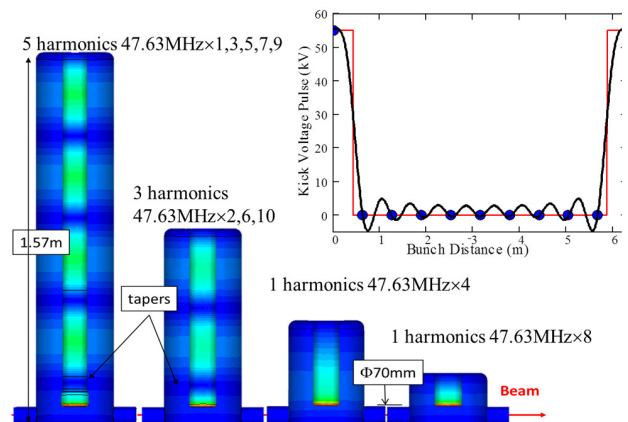 5 harmonics 47.63MHz×1,3,5,7,9
1.57m
3 harmonics
47.63MHz×2,6,10
tapers
1 harmonics 47.63MHz×4
Φ70mm
1 harmonics 47.63MHz×8
Beam
Kick Voltage Pulse (kV)
60
50
40
30
20
10
0
0 1 2 3 4 5 6
Bunch Distance (m)